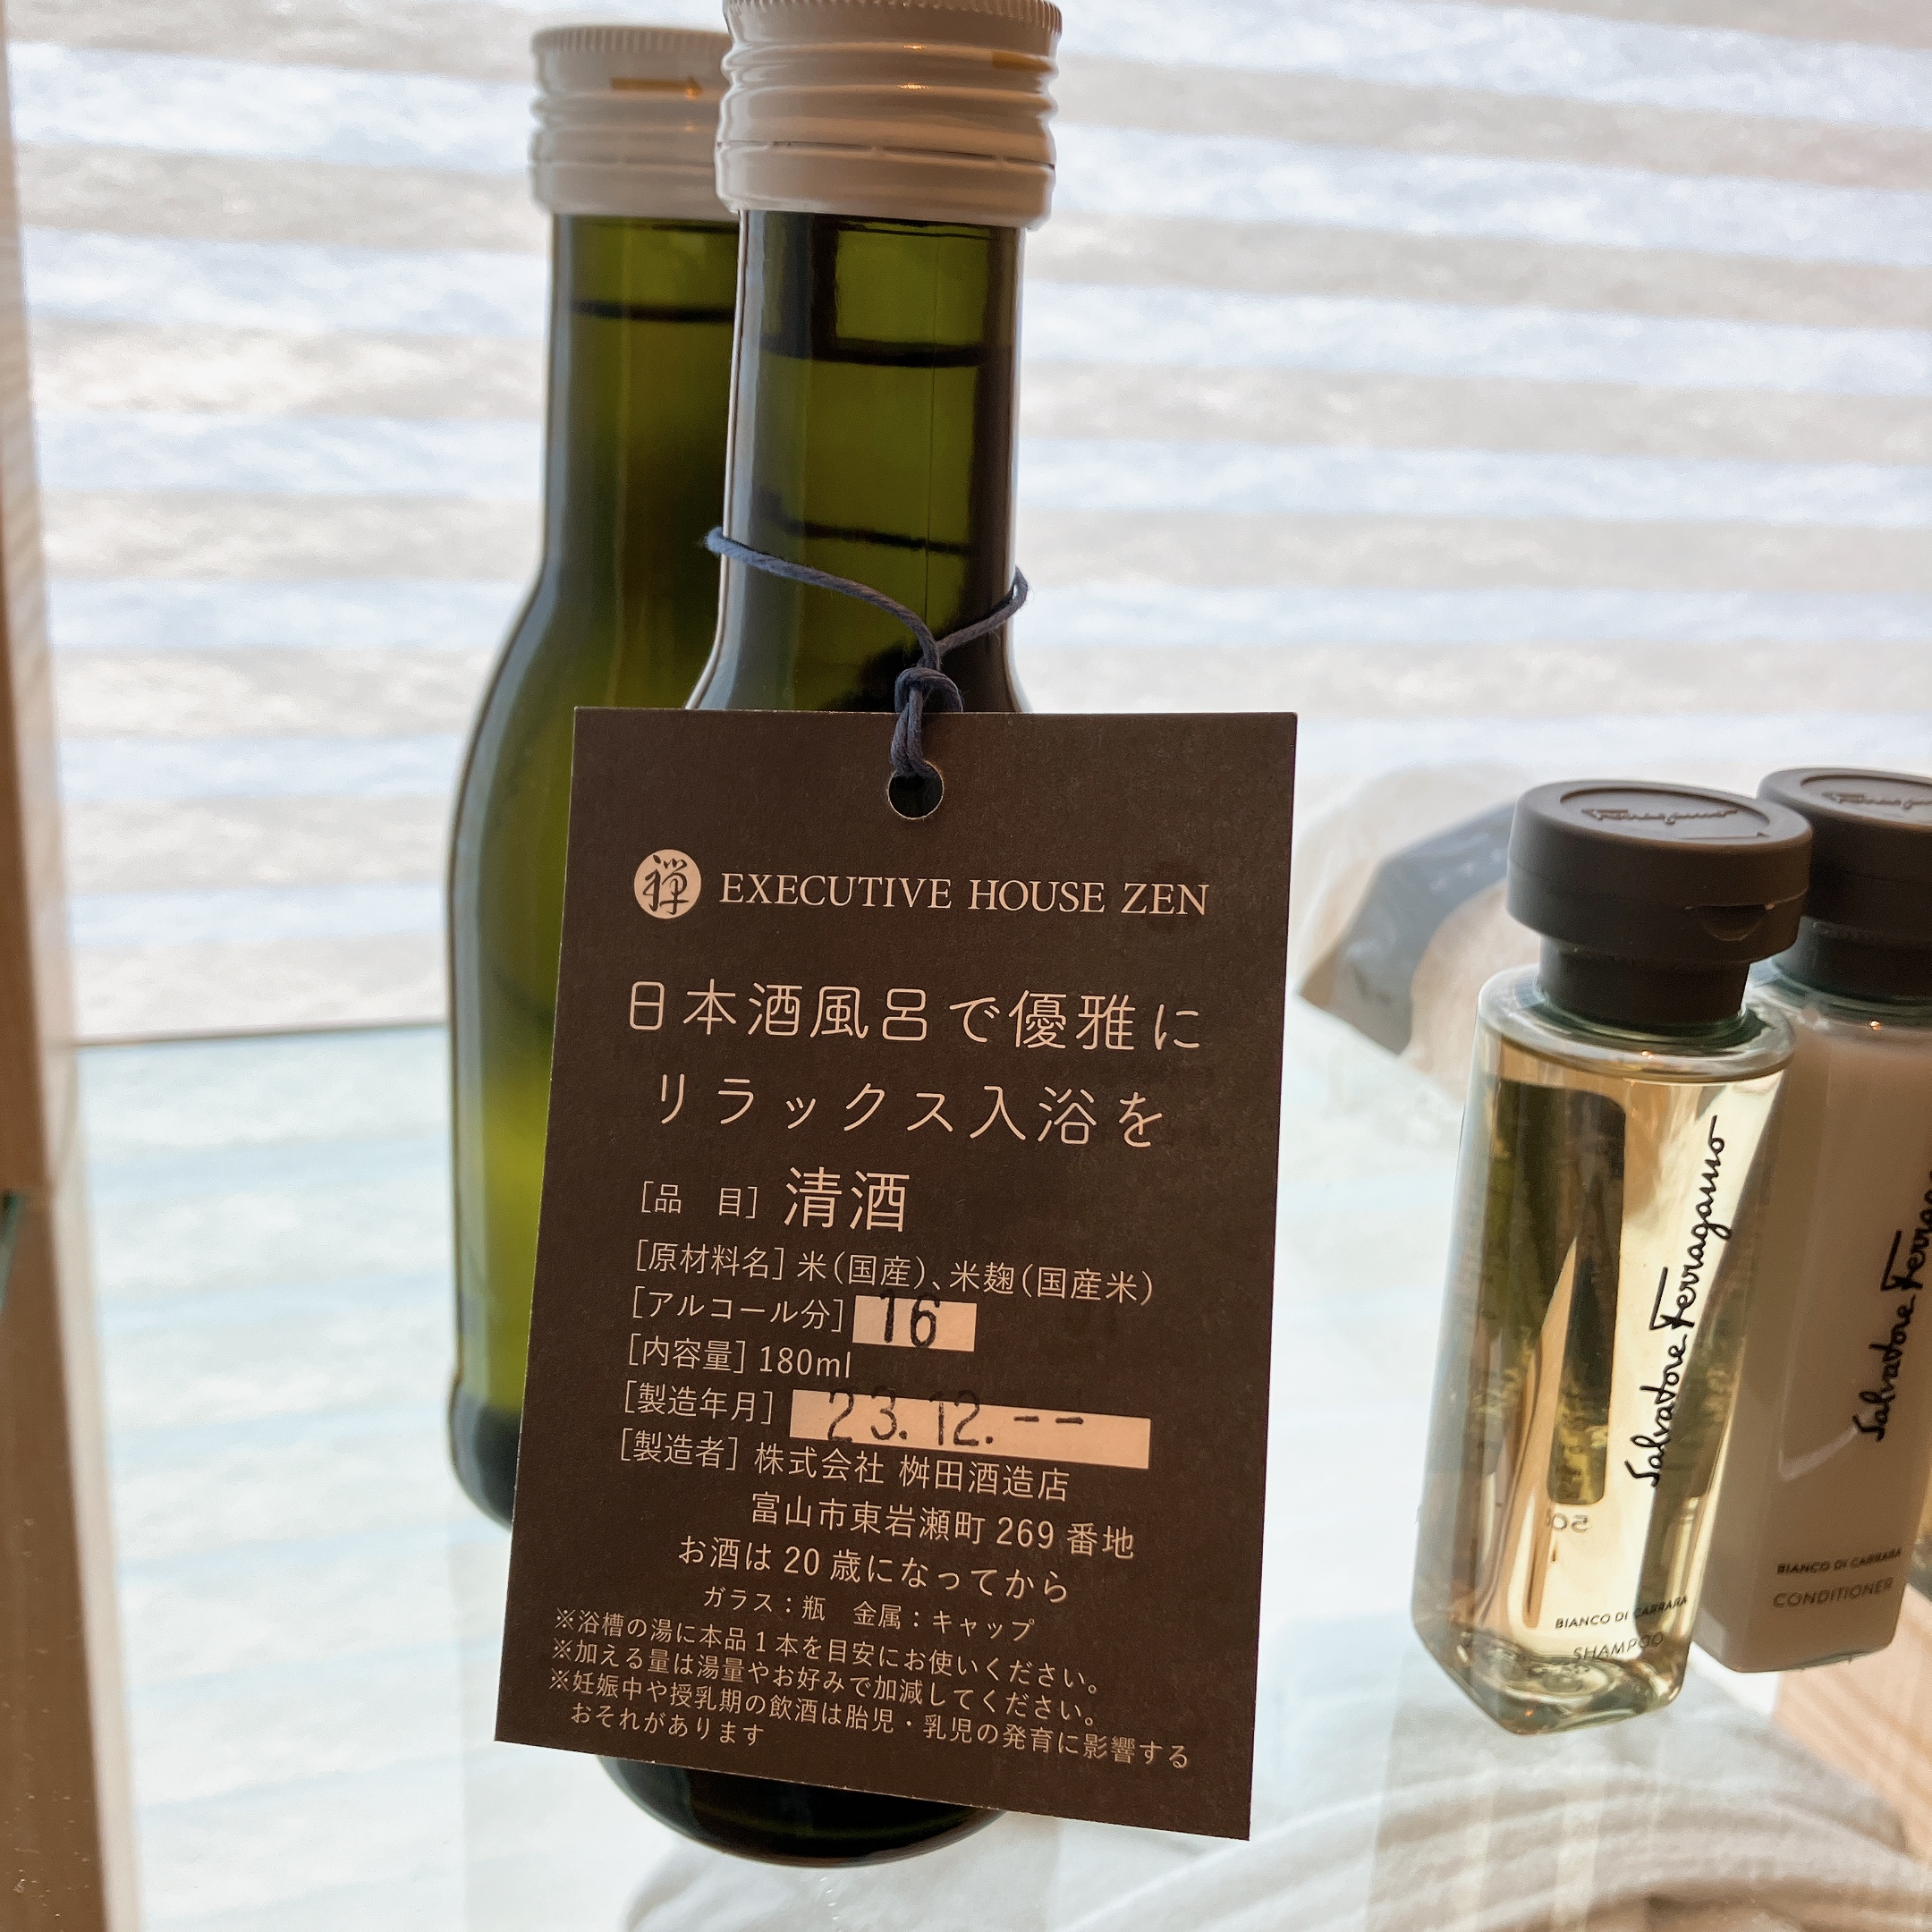 禅 EXECUTIVE HOUSE ZEN
日本酒風呂で優雅に
リラックス入浴を
[品　目] 清酒
[原材料名] 米(国産)、米麹(国産米)
[アルコール分] 16
[内容量] 180ml
[製造年月] 23.12.--
[製造者] 株式会社 桝田酒造店
富山市東岩瀬町 269 番地
お酒は 20 歳になってから
ガラス：瓶　金属：キャップ
※浴槽の湯に本品1本を目安にお使いください。
※加える量は湯量やお好みで加減してください。
※妊娠中や授乳期の飲酒は胎児・乳児の発育に影響する
おそれがあります
Ferragamo
Salvatore Ferragamo
BIANCO DI CARRARA
SHAMPOO
Salvatore
BIANCO DI CARRARA
CONDITIONER